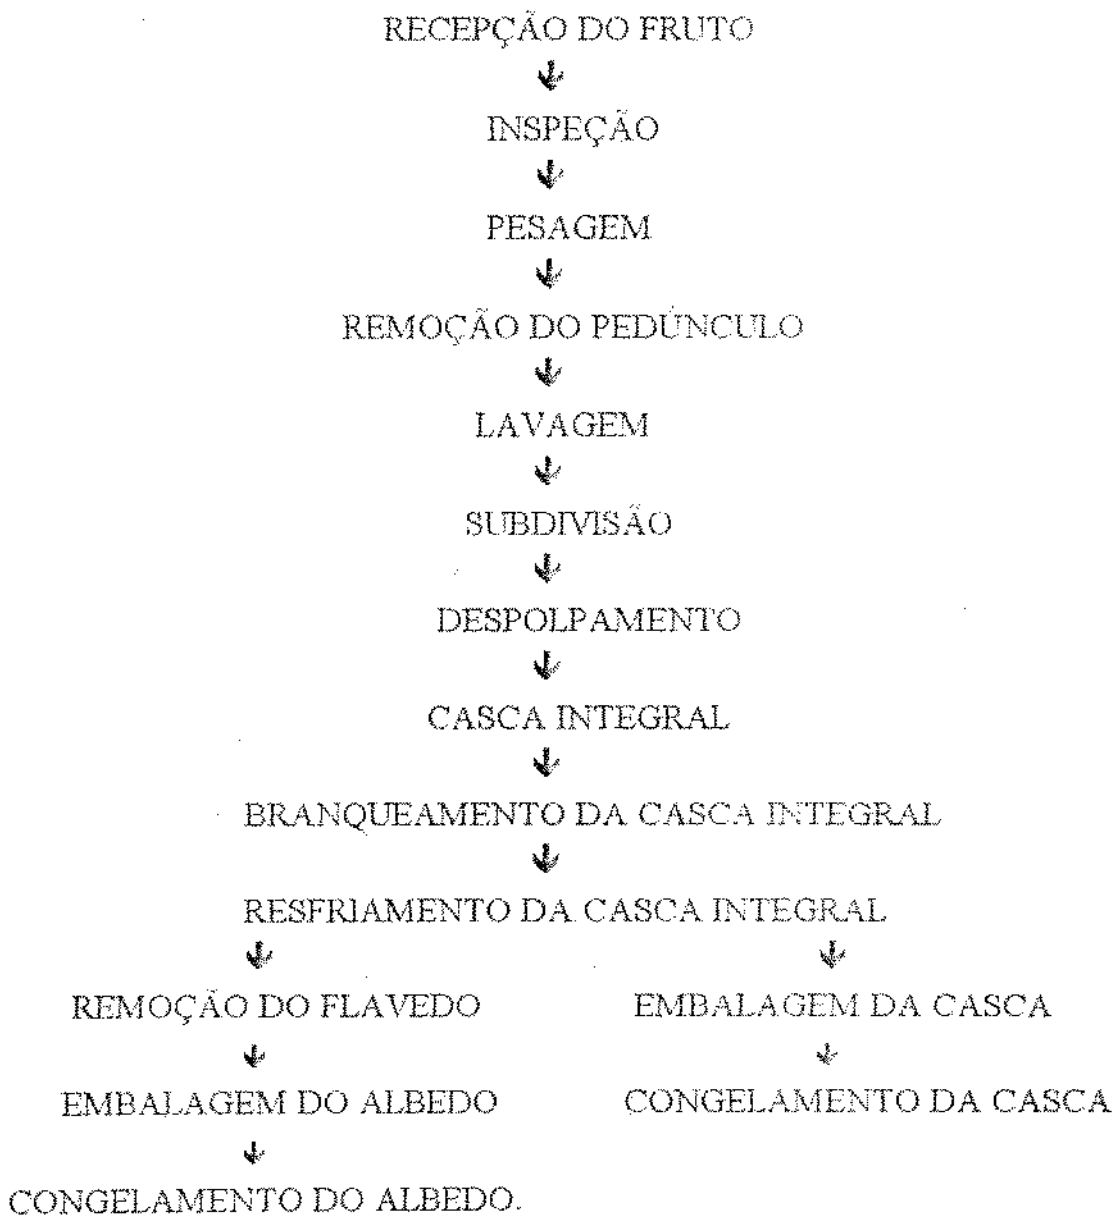 RECEPÇÃO DO FRUTO
INSPEÇÃO
PESAGEM
REMOÇÃO DO PEDÚNCULO
LAVAGEM
SUBDIVISÃO
DESPOLPAMENTO
CASCA INTEGRAL
BRANQUEAMENTO DA CASCA INTEGRAL
RESFRIAMENTO DA CASCA INTEGRAL
REMOÇÃO DO FLAVEDO
EMBALAGEM DA CASCA
EMBALAGEM DO ALBEDO
CONGELAMENTO DA CASCA
CONGELAMENTO DO ALBEDO.